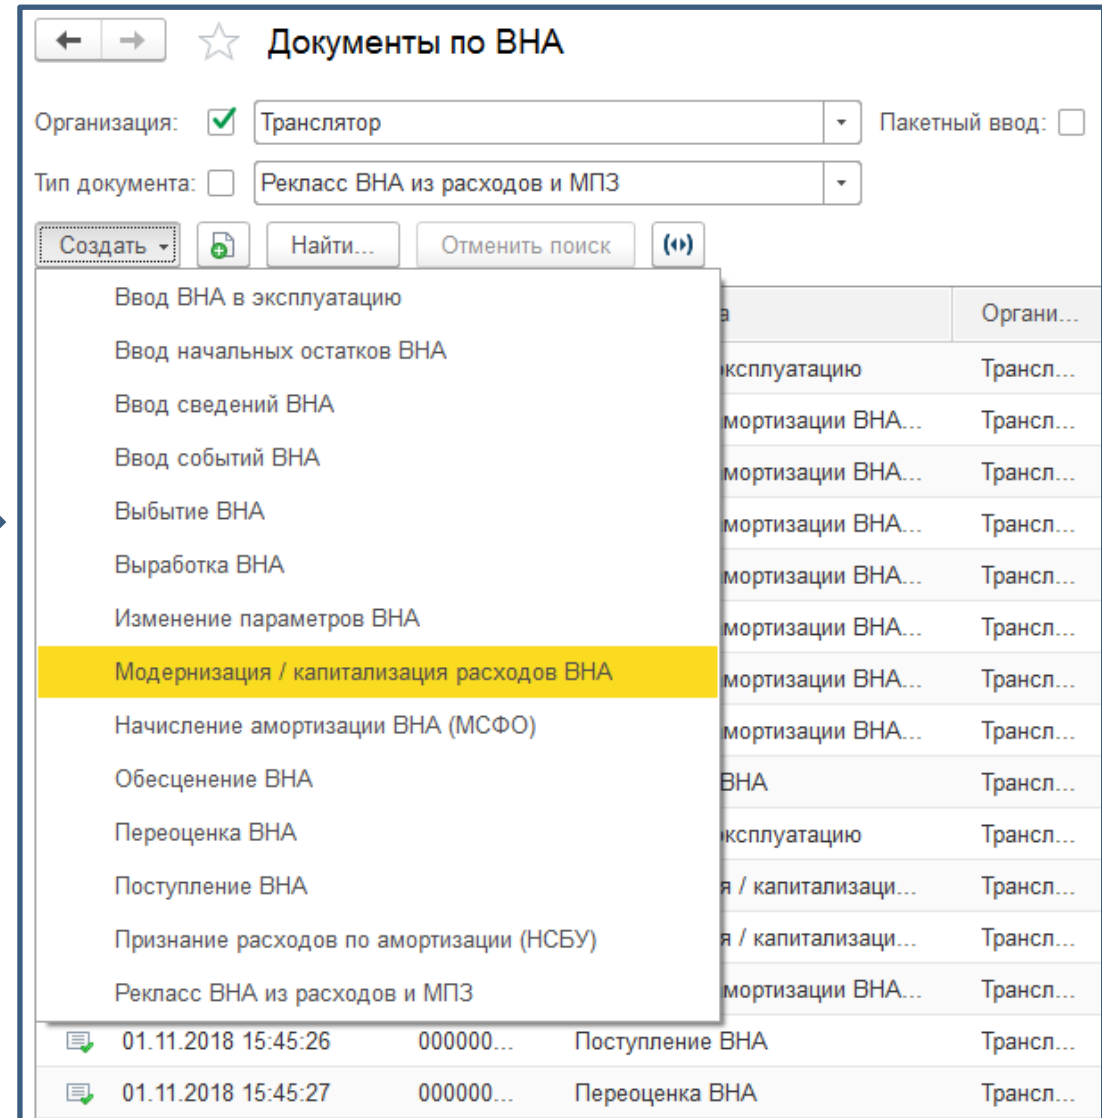 Документы по ВНА
Организация: Транслятор Пакетный ввод:
Тип документа: Рекласс ВНА из расходов и МПЗ
Создать Найти... Отменить поиск
Ввод ВНА в эксплуатацию
а Органи...
Ввод начальных остатков ВНА
ксплуатацию Трансл...
Ввод сведений ВНА
мортизации ВНА... Трансл...
Ввод событий ВНА
мортизации ВНА... Трансл...
Выбытие ВНА
мортизации ВНА... Трансл...
Выработка ВНА
мортизации ВНА... Трансл...
Изменение параметров ВНА
мортизации ВНА... Трансл...
Модернизация / капитализация расходов ВНА
мортизации ВНА... Трансл...
Начисление амортизации ВНА (МСФО)
мортизации ВНА... Трансл...
Обесценение ВНА
ВНА Трансл...
Переоценка ВНА
ксплуатацию Трансл...
Поступление ВНА
я / капитализаци... Трансл...
Признание расходов по амортизации (НСБУ)
я / капитализаци... Трансл...
Рекласс ВНА из расходов и МПЗ
мортизации ВНА... Трансл...
01.11.2018 15:45:26 000000... Поступление ВНА Трансл...
01.11.2018 15:45:27 000000... Переоценка ВНА Трансл...